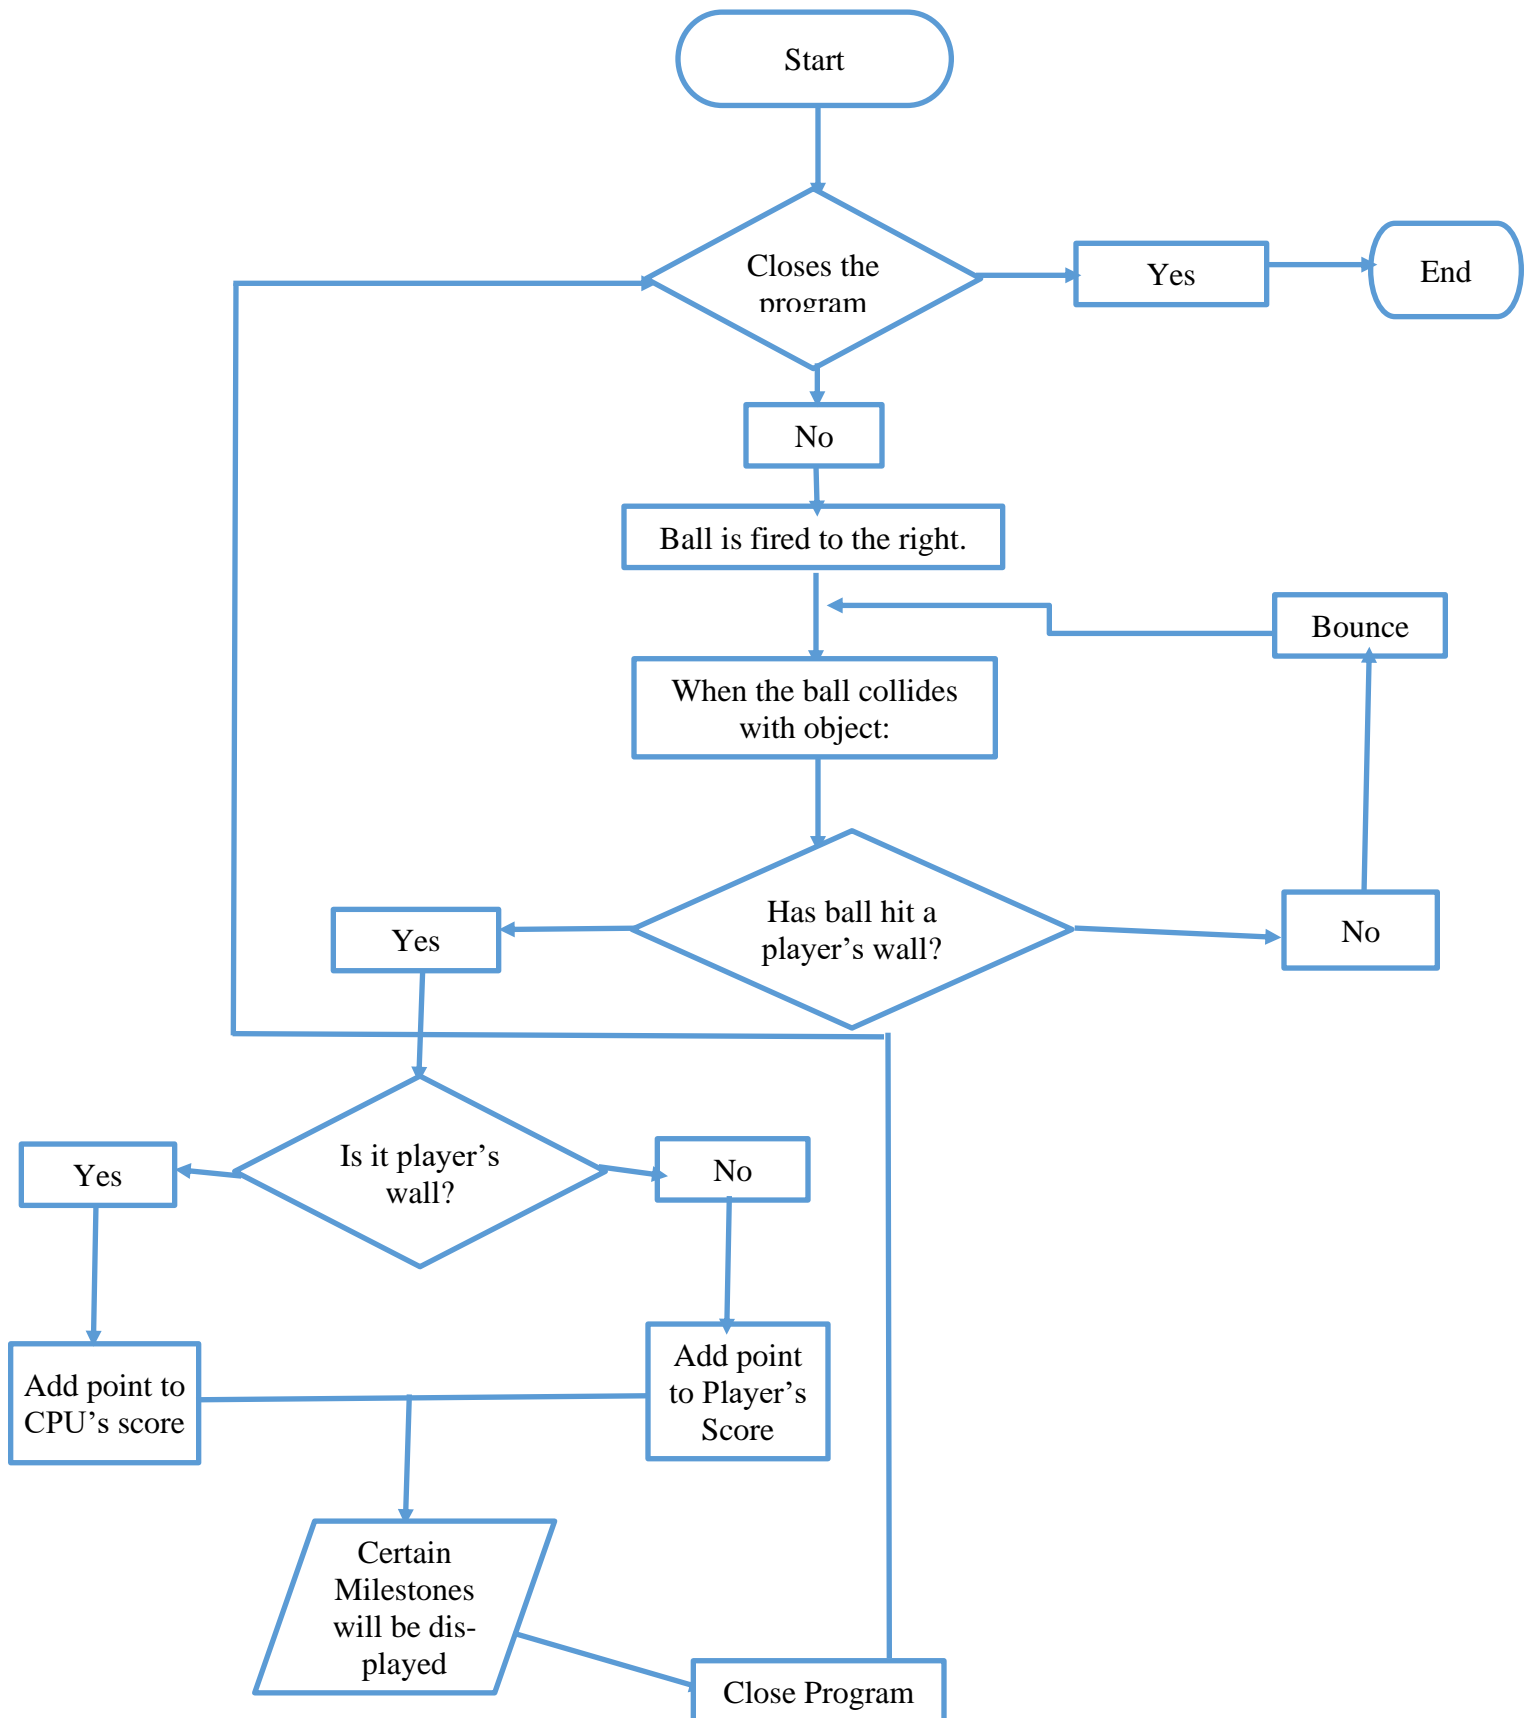 Start
Closes the
program
Yes
End
No
Ball is fired to the right.
Bounce
When the ball collides
with object:
Has ball hit a
player’s wall?
Yes
No
Is it player’s
wall?
Yes
No
Add point to
CPU’s score
Add point
to Player’s
Score
Certain
Milestones
will be dis-
played
Close Program